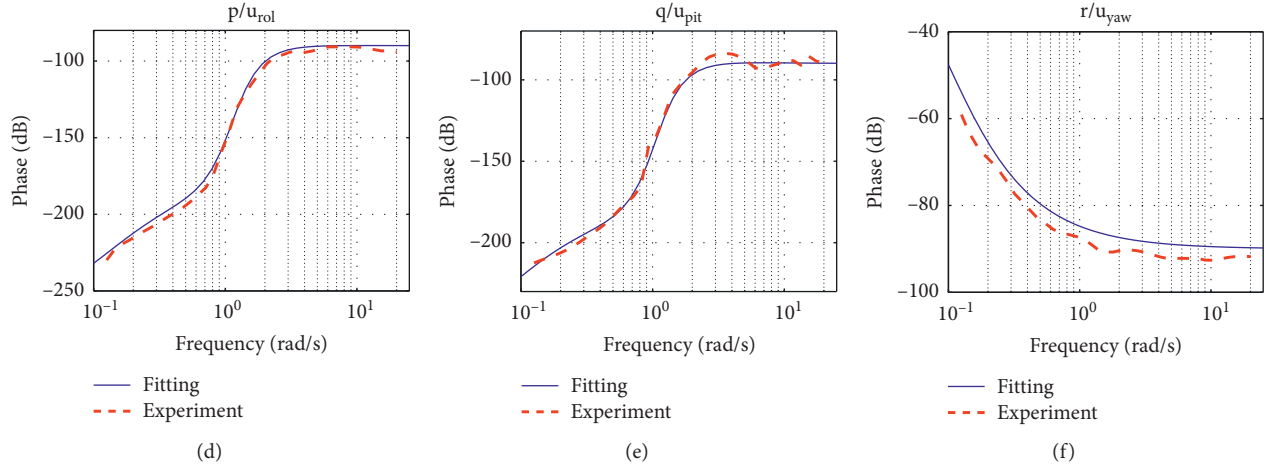 p/u_rol
Phase (dB)
−100
−150
−200
−250
10^−1
10^0
10^1
Frequency (rad/s)
Fitting
Experiment
(d)
q/u_pit
Phase (dB)
−100
−150
−200
10^−1
10^0
10^1
Frequency (rad/s)
Fitting
Experiment
(e)
r/u_yaw
Phase (dB)
−40
−60
−80
−100
10^−1
10^0
10^1
Frequency (rad/s)
Fitting
Experiment
(f)